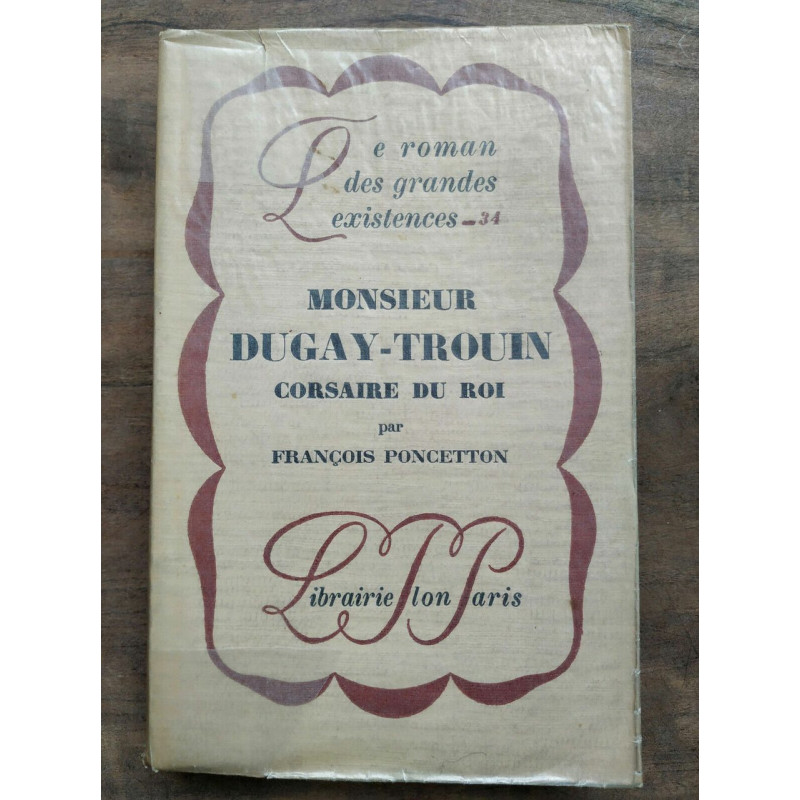 Le roman
des grandes
existences-34
MONSIEUR
DUGAY-TROUIN
CORSAIRE DU ROI
par
FRANÇOIS PONCETTON
Librairie Plon Paris